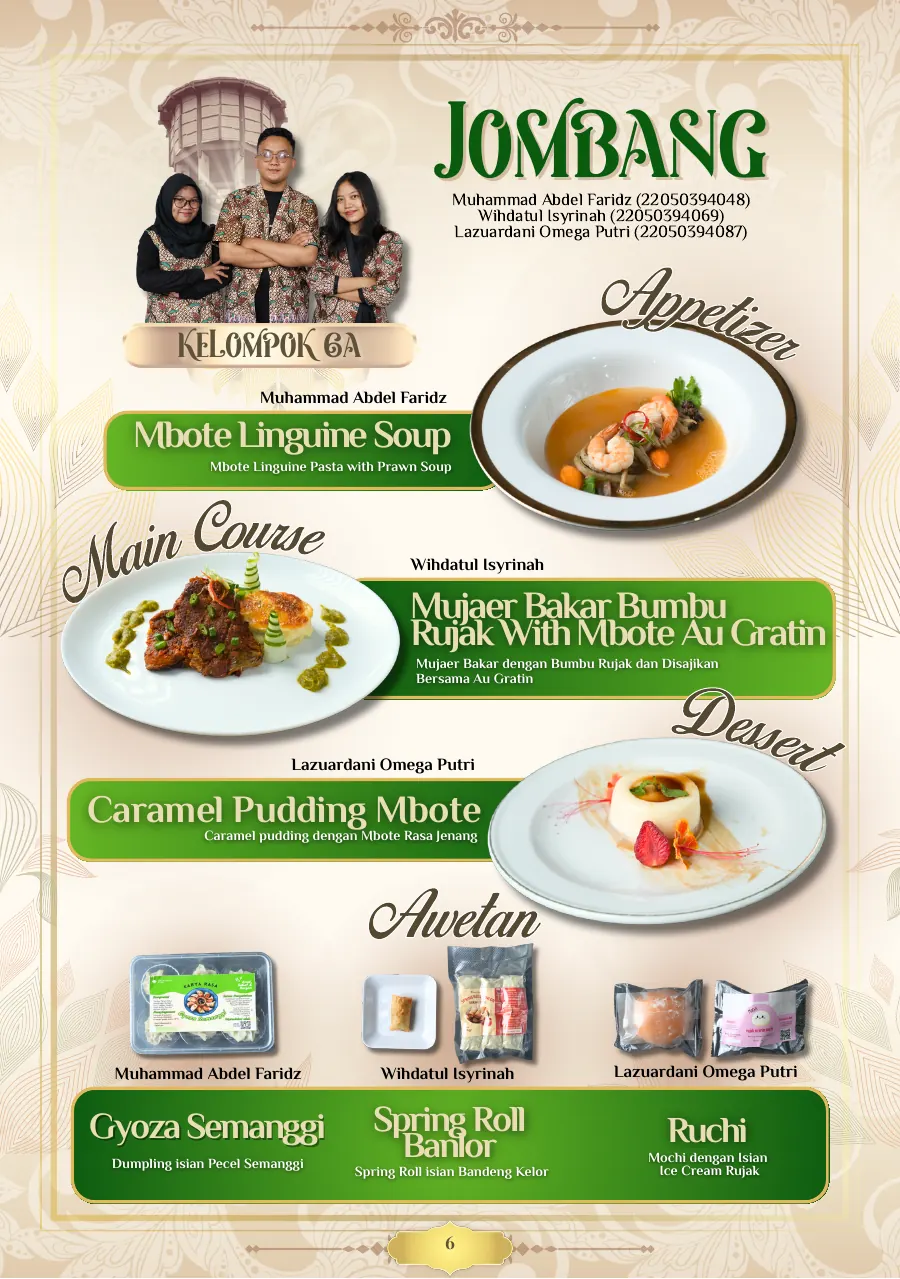 JOMBANG
Muhammad Abdel Faridz (22050394048)
Wihdatul Isyrinah (22050394069)
Lazuardani Omega Putri (22050394087)
KELOMPOK 6A
Appetizer
Muhammad Abdel Faridz
Mbote Linguine Soup
Mbote Linguine Pasta with Prawn Soup
Main Course
Wihdatul Isyrinah
Mujaer Bakar Bumbu
Rujak With Mbote Au Gratin
Mujaer Bakar dengan Bumbu Rujak dan Disajikan
Bersama Au Gratin
Dessert
Lazuardani Omega Putri
Caramel Pudding Mbote
Caramel pudding dengan Mbote Rasa Jenang
Awetan
KARYA RASA
Gyoza Semanggi
Muhammad Abdel Faridz
Wihdatul Isyrinah
Lazuardani Omega Putri
Gyoza Semanggi
Dumpling isian Pecel Semanggi
Spring Roll
Banlor
Spring Roll isian Bandeng Kelor
Ruchi
Mochi dengan Isian
Ice Cream Rujak
6